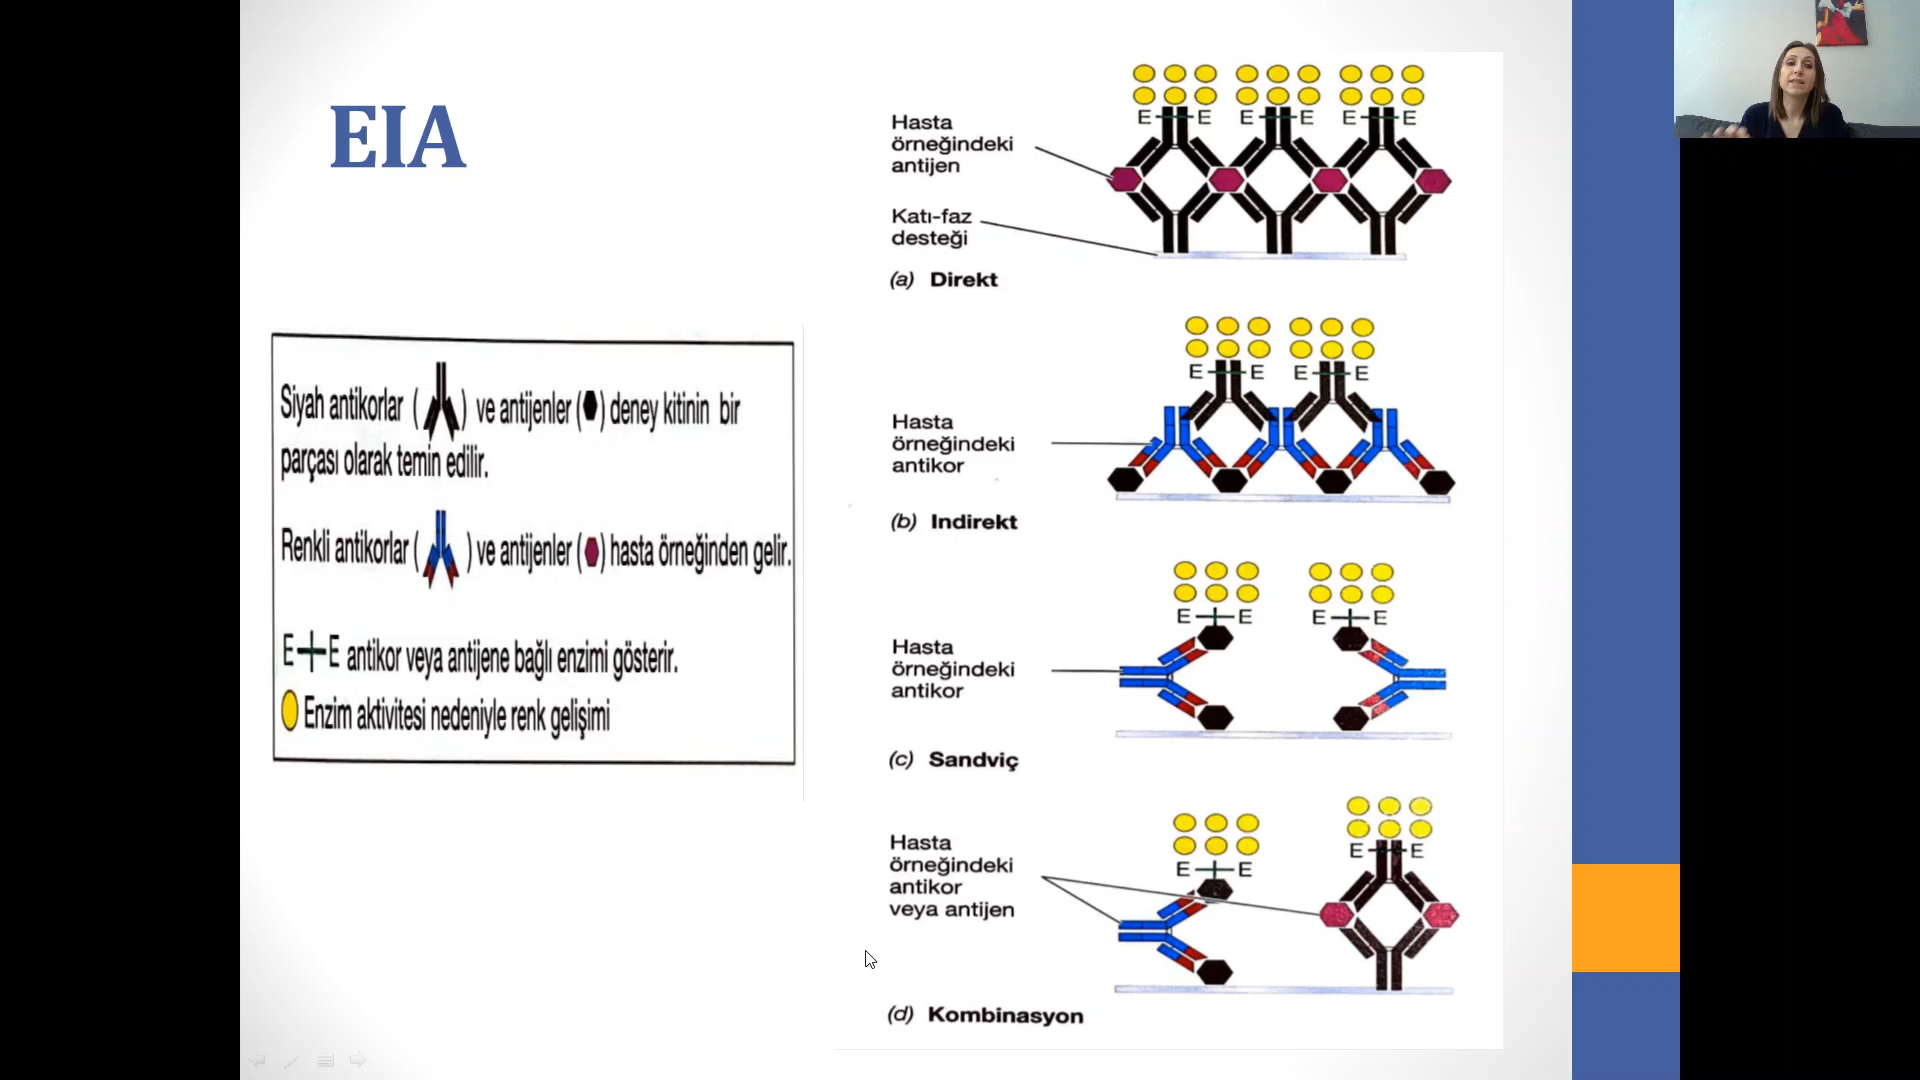 EIA
Siyah antikorlar ( ) ve antijenler ( ) deney kitinin bir
parçası olarak temin edilir.
Renkli antikorlar ( ) ve antijenler ( ) hasta örneğinden gelir.
E E antikor veya antijene bağlı enzimi gösterir.
Enzim aktivitesi nedeniyle renk gelişimi
E E E E E E
Hasta
örneğindeki
antijen
Katı-faz
desteği
(a) Direkt
E E E E
Hasta
örneğindeki
antikor
(b) Indirekt
E E E E
Hasta
örneğindeki
antikor
(c) Sandviç
E E
E E
Hasta
örneğindeki
antikor
veya antijen
(d) Kombinasyon